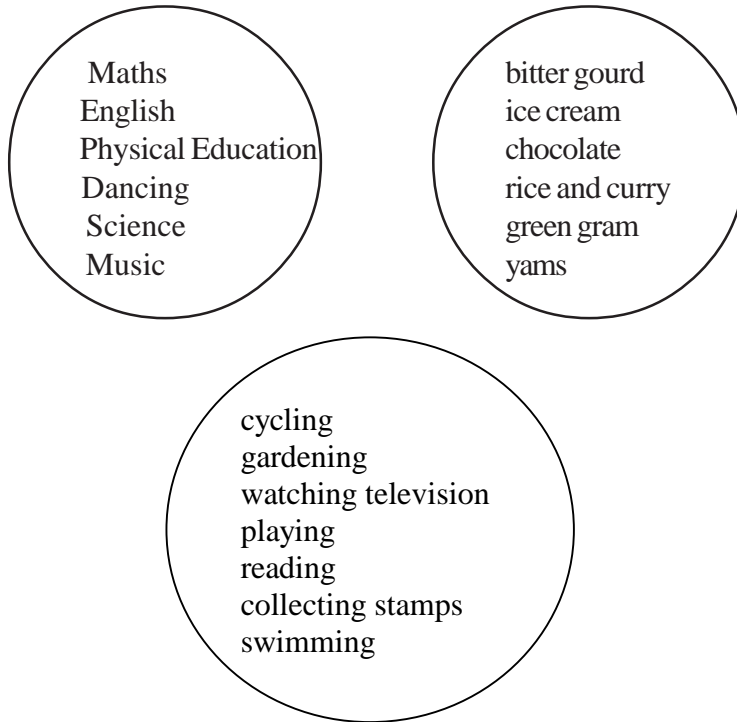 Maths
English
Physical Education
Dancing
Science
Music
bitter gourd
ice cream
chocolate
rice and curry
green gram
yams
cycling
gardening
watching television
playing
reading
collecting stamps
swimming